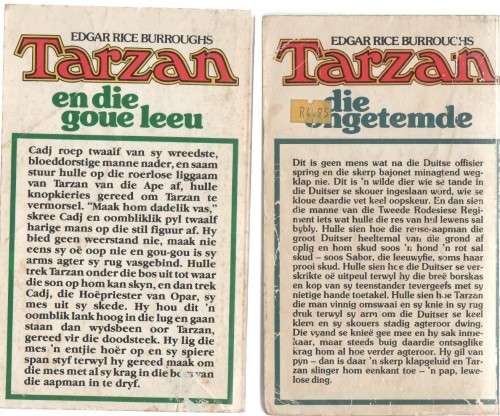 EDGAR RICE BURROUGHS
Tarzan
en die
goue leeu
Cadj roep twaalf van sy wreedste,
bloeddorstige manne nader, en saam
stuur hulle op die roerlose liggaam
van Tarzan van die Ape af, hulle
knopkieries gereed om Tarzan te
vermorsel. "Maak hom dadelik vas,"
skree Cadj en oombliklik pyl twaalf
harige mans op die stil figuur af. Hy
bied geen weerstand nie, maak nie
eens sy oë oop nie en gou-gou is sy
arms agter sy rug vasgebind. Hulle
trek Tarzan onder die bos uit tot waar
die son op hom kan skyn, en dan trek
Cadj, die Hoëpriester van Opar, sy
mes uit sy skede. Hy hou dit 'n
oomblik lank hoog in die lug en gaan
staan dan wydsbeen oor Tarzan,
gereed vir die doodsteek. Hy lig die
mes 'n entjie hoër op en sy spiere
span styf terwyl hy gereed maak om
die mes met al sy krag in die bors van
die aapman in te dryf.
EDGAR RICE BURROUGHS
Tarzan
die
R4.95
ongetemde
Dit is geen mens wat na die Duitse offisier
spring en die skerp bajonet minagtend weg-
klap nie. Dit is 'n wilde dier wie se tande in
die Duitser se skouer ingeslaan word, wie se
kloue daardie vet keel oopskeur. En dan sien
die manne van die Tweede Rodesiese Regi-
ment iets wat hulle die res van hul lewens sal
bybly. Hulle sien hoe die reuse-aapman die
groot Duitser heeltemal van die grond af
oplig en hom skud soos 'n hond 'n rot sal
skud – soos Sabor, die leeuwyfie, soms haar
prooi skud. Hulle sien hoe die Duitser se ver-
skrikte oë uitpeul terwyl hy die breë borskas
en kop van sy teenstander tevergeefs met sy
nietige hande toetakel. Hulle sien hoe Tarzan
die man vinnig omswaai en sy knie in sy rug
druk terwyl sy arm om die Duitser se keel
klem en sy skouers stadig agteroor dwing.
Die vyand se knieë gee mee en hy sak inme-
kaar, maar steeds buig daardie ontsaglike
krag hom al hoe verder agteroor. Hy gil van
pyn – dan is daar 'n skerp klapgeluid en Tar-
zan slinger hom eenkant toe – 'n pap, lewe-
lose ding.